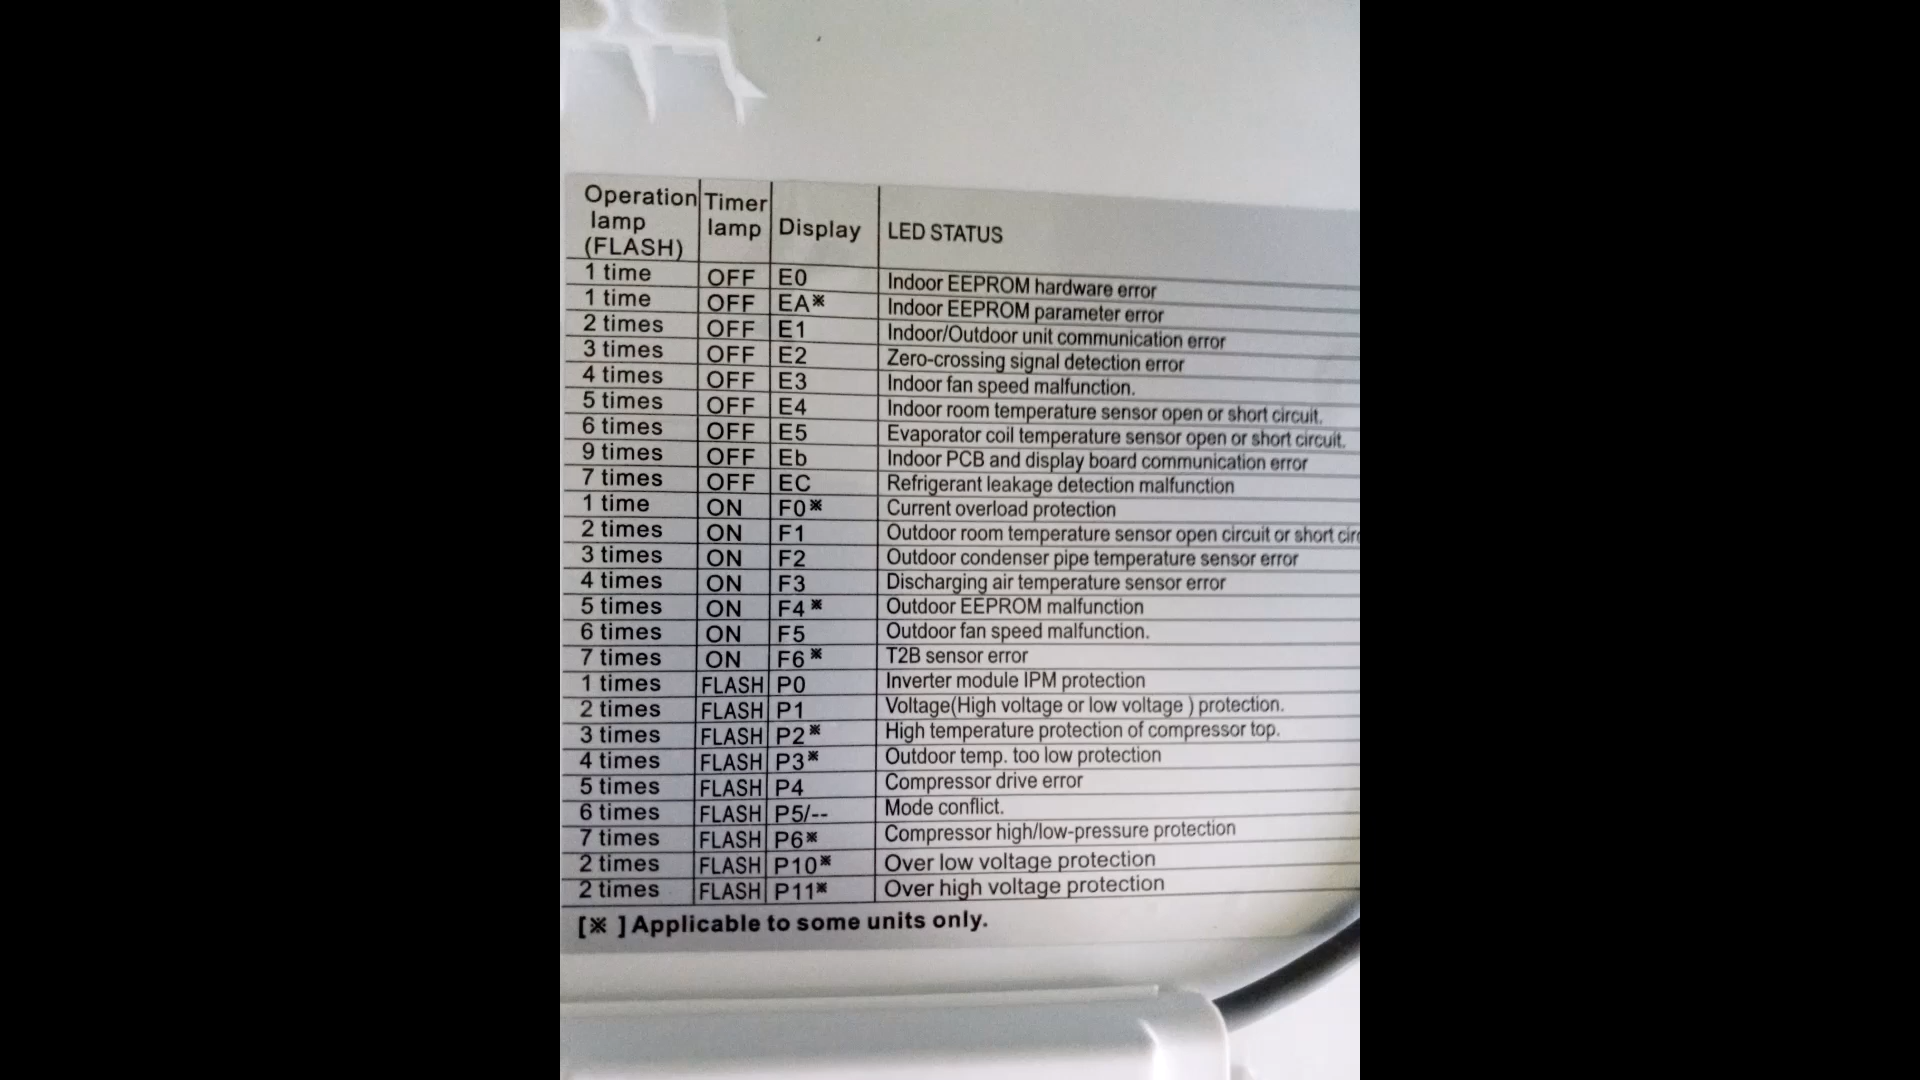 Operation lamp (FLASH) Timer lamp Display LED STATUS
1 time OFF E0 Indoor EEPROM hardware error
1 time OFF EA※ Indoor EEPROM parameter error
2 times OFF E1 Indoor/Outdoor unit communication error
3 times OFF E2 Zero-crossing signal detection error
4 times OFF E3 Indoor fan speed malfunction.
5 times OFF E4 Indoor room temperature sensor open or short circuit.
6 times OFF E5 Evaporator coil temperature sensor open or short circuit.
9 times OFF Eb Indoor PCB and display board communication error
7 times OFF EC Refrigerant leakage detection malfunction
1 time ON F0※ Current overload protection
2 times ON F1 Outdoor room temperature sensor open circuit or short
3 times ON F2 Outdoor condenser pipe temperature sensor error
4 times ON F3 Discharging air temperature sensor error
5 times ON F4※ Outdoor EEPROM malfunction
6 times ON F5 Outdoor fan speed malfunction.
7 times ON F6※ T2B sensor error
1 times FLASH P0 Inverter module IPM protection
2 times FLASH P1 Voltage(High voltage or low voltage ) protection.
3 times FLASH P2※ High temperature protection of compressor top.
4 times FLASH P3※ Outdoor temp. too low protection
5 times FLASH P4 Compressor drive error
6 times FLASH P5/-- Mode conflict.
7 times FLASH P6※ Compressor high/low-pressure protection
2 times FLASH P10※ Over low voltage protection
2 times FLASH P11※ Over high voltage protection
[※ ] Applicable to some units only.